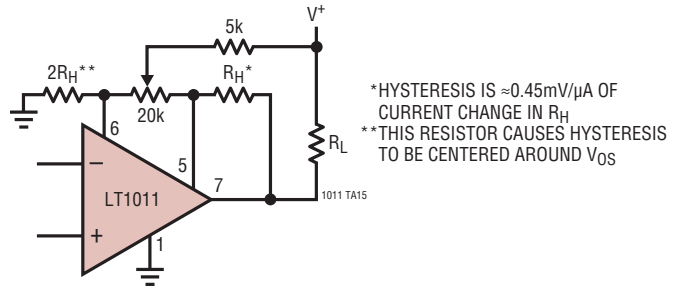 V+
5k
2RH**
RH*
20k
RL
6
5
7
−
LT1011
+
1
1011 TA15
*HYSTERESIS IS ≈0.45mV/µA OF
CURRENT CHANGE IN RH
**THIS RESISTOR CAUSES HYSTERESIS
TO BE CENTERED AROUND VOS